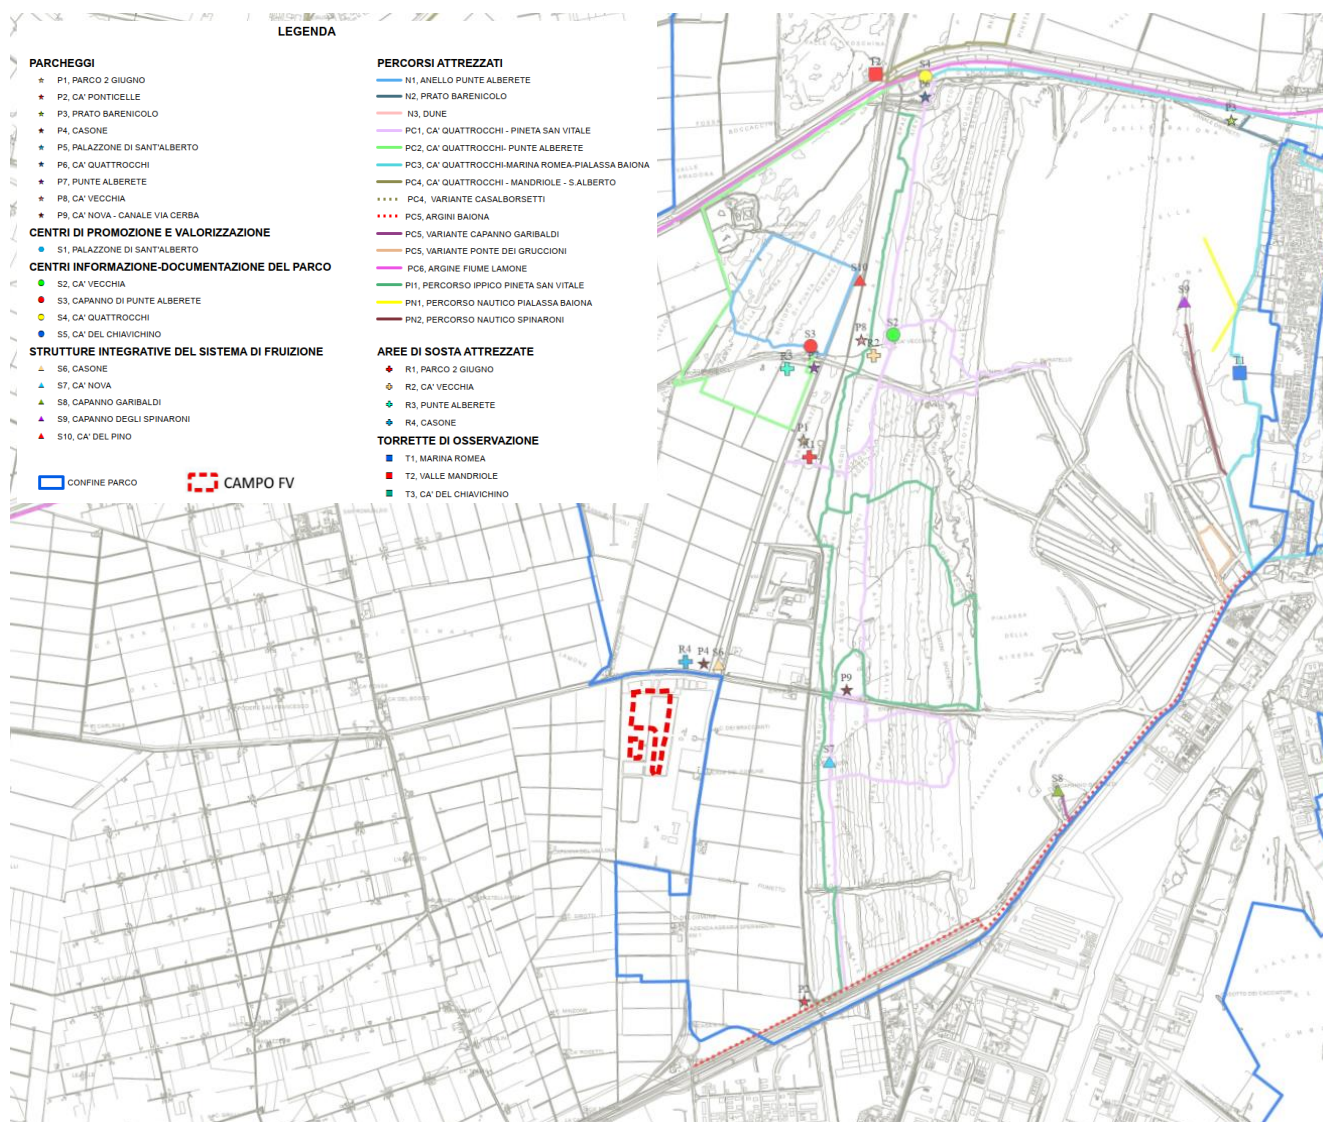 LEGENDA
PARCHEGGI
P1, PARCO 2 GIUGNO
P2, CA' PONTICELLE
P3, PRATO BARENICOLO
P4, CASONE
P5, PALAZZONE DI SANT'ALBERTO
P6, CA' QUATTROCCHI
P7, PUNTE ALBERETE
P8, CA' VECCHIA
P9, CA' NOVA - CANALE VIA CERBA
CENTRI DI PROMOZIONE E VALORIZZAZIONE
S1, PALAZZONE DI SANT'ALBERTO
CENTRI INFORMAZIONE-DOCUMENTAZIONE DEL PARCO
S2, CA' VECCHIA
S3, CAPANNO DI PUNTE ALBERETE
S4, CA' QUATTROCCHI
S5, CA' DEL CHIAVICHINO
STRUTTURE INTEGRATIVE DEL SISTEMA DI FRUIZIONE
S6, CASONE
S7, CA' NOVA
S8, CAPANNO GARIBALDI
S9, CAPANNO DEGLI SPINARONI
S10, CA' DEL PINO
CONFINE PARCO
CAMPO FV
PERCORSI ATTREZZATI
N1, ANELLO PUNTE ALBERETE
N2, PRATO BARENICOLO
N3, DUNE
PC1, CA' QUATTROCCHI - PINETA SAN VITALE
PC2, CA' QUATTROCCHI- PUNTE ALBERETE
PC3, CA' QUATTROCCHI-MARINA ROMEA-PIALASSA BAIONA
PC4, CA' QUATTROCCHI - MANDRIOLE - S.ALBERTO
PC4, VARIANTE CASALBORSETTI
PC5, ARGINI BAIONA
PC5, VARIANTE CAPANNO GARIBALDI
PC5, VARIANTE PONTE DEI GRUCCIONI
PC6, ARGINE FIUME LAMONE
PI1, PERCORSO IPPICO PINETA SAN VITALE
PN1, PERCORSO NAUTICO PIALASSA BAIONA
PN2, PERCORSO NAUTICO SPINARONI
AREE DI SOSTA ATTREZZATE
R1, PARCO 2 GIUGNO
R2, CA' VECCHIA
R3, PUNTE ALBERETE
R4, CASONE
TORRETTE DI OSSERVAZIONE
T1, MARINA ROMEA
T2, VALLE MANDRIOLE
T3, CA' DEL CHIAVICHINO
T2
S4
P3
S10
S9
S2
P8
S3
R2
R3
T1
P1
R4
P4
S6
P9
S7
S8
P2